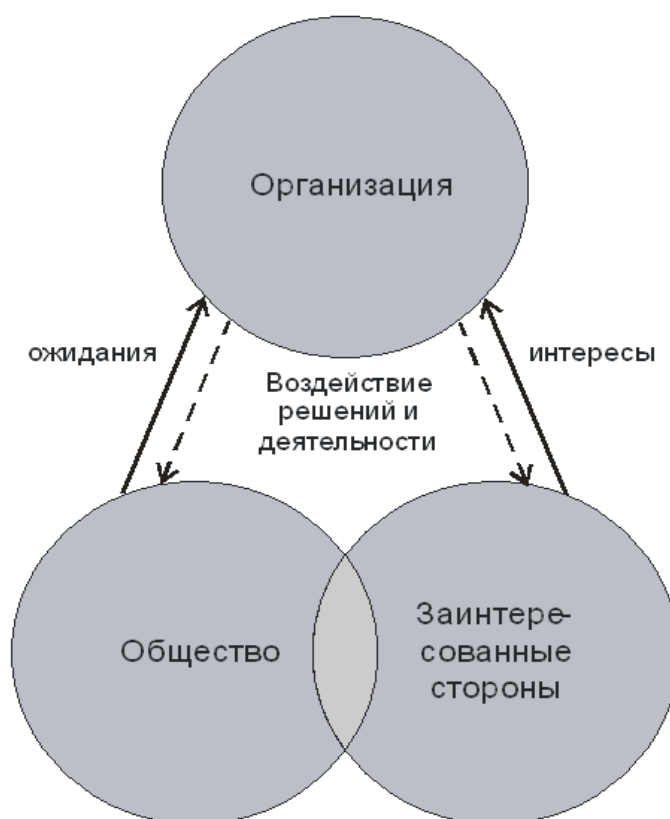 Организация
ожидания
интересы
Воздействие
решений и
деятельности
Общество
Заинтере-
сованные
стороны